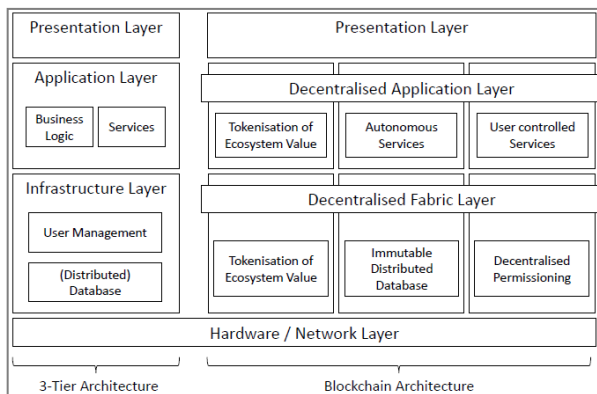 Presentation Layer
Application Layer
Business
Logic
Services
Infrastructure Layer
User Management
(Distributed)
Database
Presentation Layer
Decentralised Application Layer
Tokenisation of
Ecosystem Value
Autonomous
Services
User controlled
Services
Decentralised Fabric Layer
Tokenisation of
Ecosystem Value
Immutable
Distributed
Database
Decentralised
Permissioning
Hardware / Network Layer
3-Tier Architecture
Blockchain Architecture